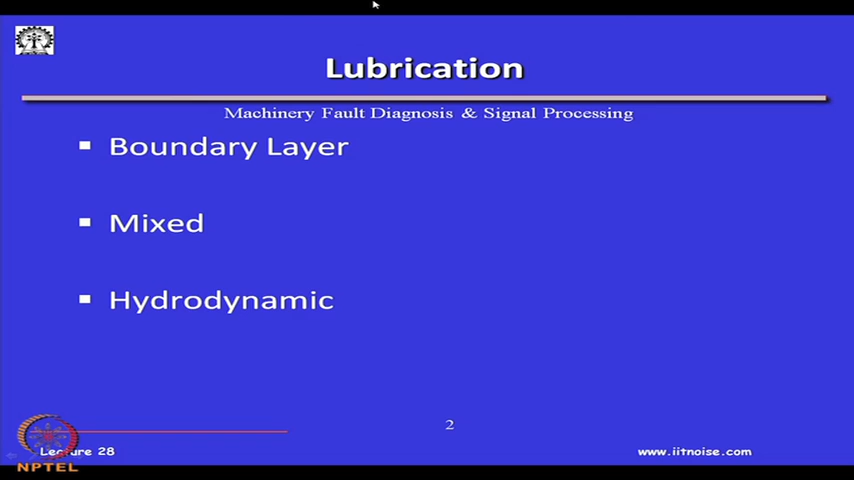 Lubrication
Machinery Fault Diagnosis & Signal Processing
Boundary Layer
Mixed
Hydrodynamic
2
Lecture 28
www.iitnoise.com
NPTEL